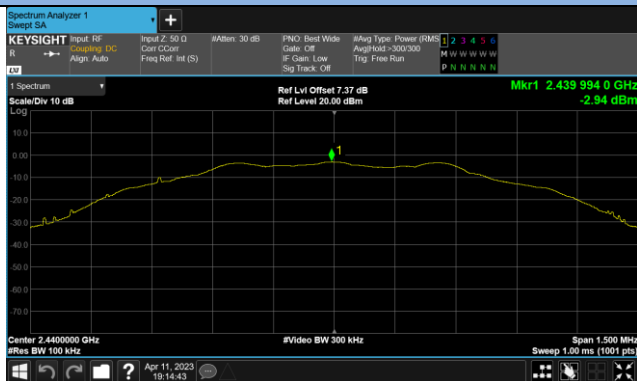 Spectrum Analyzer 1
Swept SA
+
KEYSIGHT
R
LXI
Input: RF
Coupling: DC
Align: Auto
Input Z: 50 Ω
Corr CCorr
Freq Ref: Int (S)
#Atten: 30 dB
PNO: Best Wide
Gate: Off
IF Gain: Low
Sig Track: Off
#Avg Type: Power (RMS
Avg|Hold:>300/300
Trig: Free Run
1 2 3 4 5 6
M W W W W W
P N N N N N
1 Spectrum
Scale/Div 10 dB
Log
Ref Lvl Offset 7.37 dB
Ref Level 20.00 dBm
Mkr1 2.439 994 0 GHz
-2.94 dBm
10.0
0.00
-10.0
-20.0
-30.0
-40.0
-50.0
-60.0
-70.0
1
Center 2.4400000 GHz
#Res BW 100 kHz
#Video BW 300 kHz
Span 1.500 MHz
Sweep 1.00 ms (1001 pts)
?
Apr 11, 2023
19:14:43